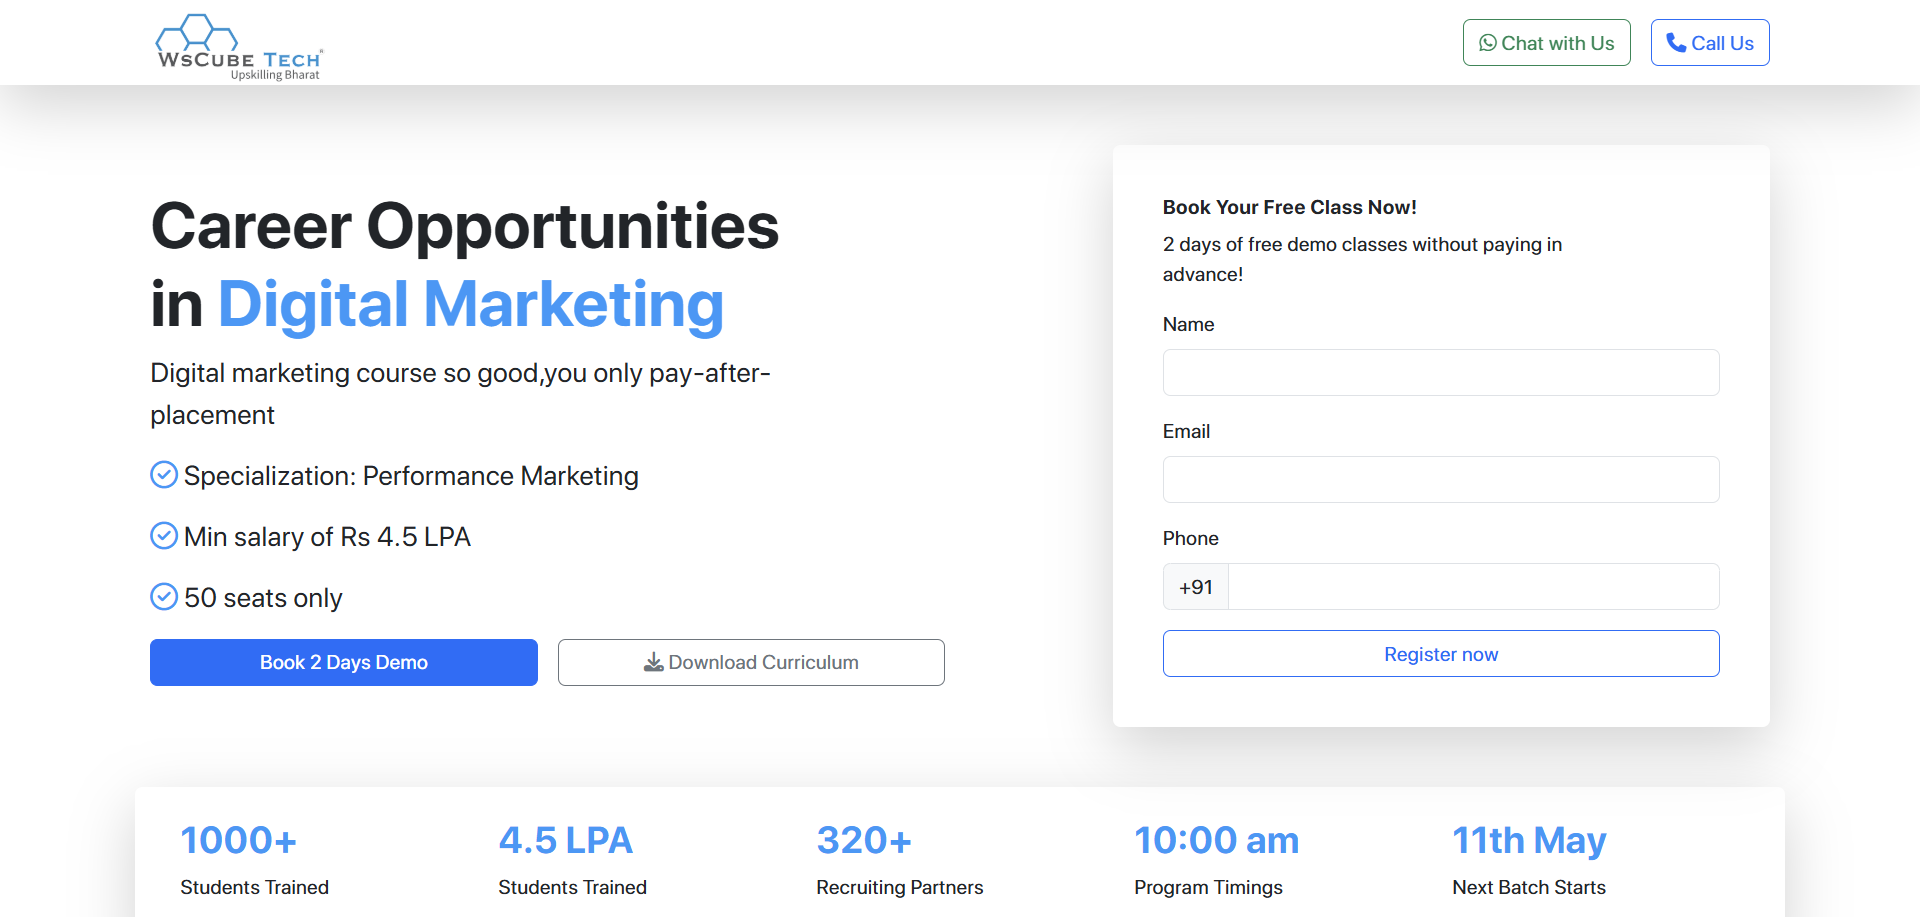 WsCube Tech
Upskilling Bharat
Chat with Us
Call Us
Career Opportunities
in Digital Marketing
Digital marketing course so good,you only pay-after-
placement
Specialization: Performance Marketing
Min salary of Rs 4.5 LPA
50 seats only
Book 2 Days Demo
Download Curriculum
Book Your Free Class Now!
2 days of free demo classes without paying in
advance!
Name
Email
Phone
+91
Register now
1000+
Students Trained
4.5 LPA
Students Trained
320+
Recruiting Partners
10:00 am
Program Timings
11th May
Next Batch Starts